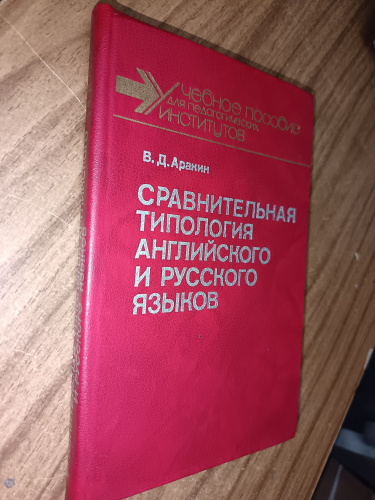 Учебное пособие
для педагогических
институтов
В. Д. Аракин
СРАВНИТЕЛЬНАЯ
ТИПОЛОГИЯ
АНГЛИЙСКОГО
И РУССКОГО
ЯЗЫКОВ